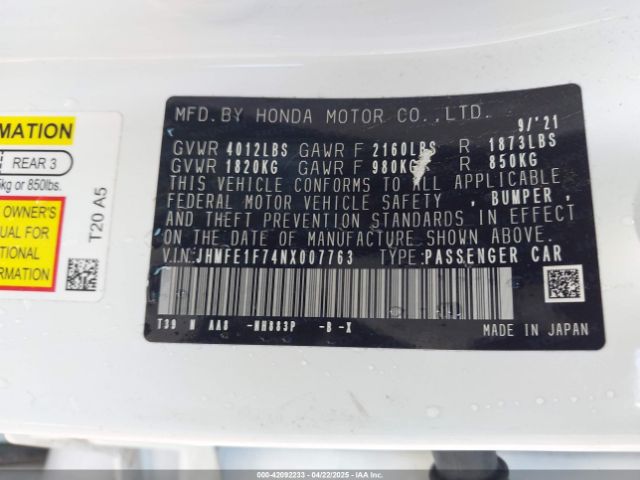 MATION
REAR 3
kg or 850lbs.
OWNER'S
UAL FOR
TIONAL
ORMATION
T20 A5
MFD.BY HONDA MOTOR CO.,LTD.
9/'21
GVWR 4012LBS GAWR F 2160LBS R 1873LBS
GVWR 1820KG GAWR F 980KG R 850KG
THIS VEHICLE CONFORMS TO ALL APPLICABLE
FEDERAL MOTOR VEHICLE SAFETY , BUMPER ,
AND THEFT PREVENTION STANDARDS IN EFFECT
ON THE DATE OF MANUFACTURE SHOWN ABOVE.
V.I.N:JHMFE1F74NX007763 TYPE:PASSENGER CAR
T39 N AA8 -NH883P -B -X
MADE IN JAPAN
000-42092233 - 04/22/2025 - IAA Inc.